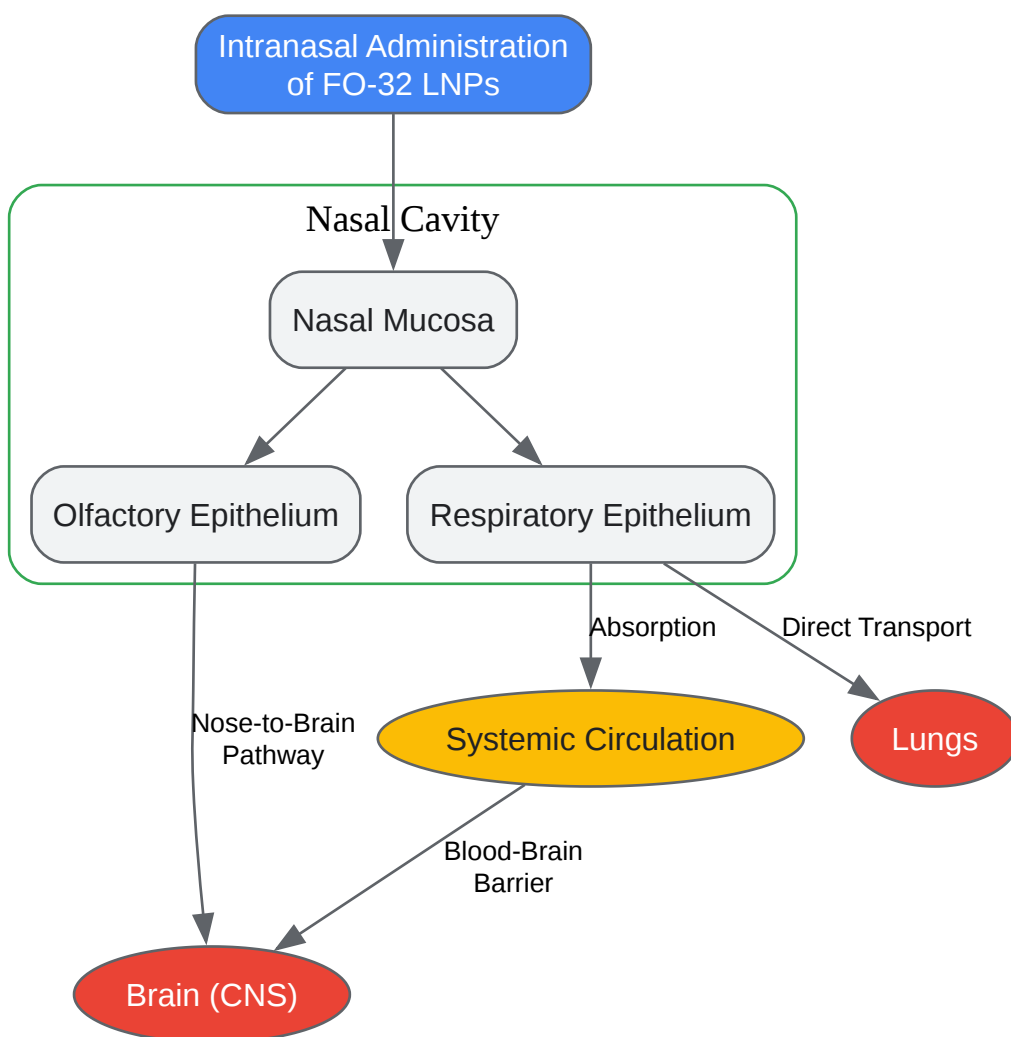 Intranasal Administration
of FO-32 LNPs
Nasal Cavity
Nasal Mucosa
Olfactory Epithelium
Respiratory Epithelium
Absorption
Direct Transport
Nose-to-Brain
Pathway
Systemic Circulation
Lungs
Blood-Brain
Barrier
Brain (CNS)